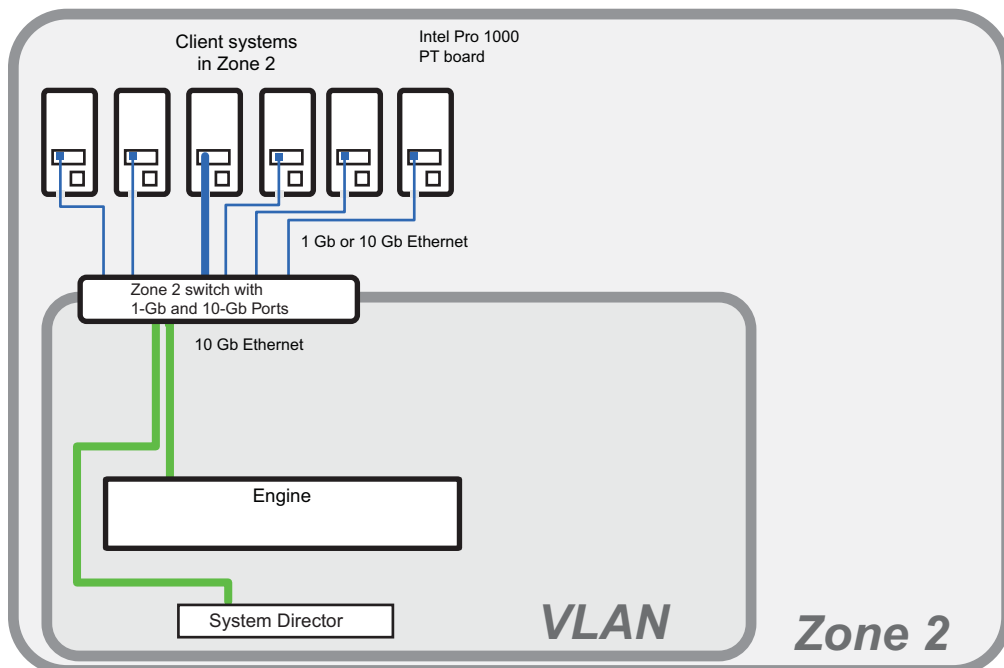 Client systems
in Zone 2
Intel Pro 1000
PT board
1 Gb or 10 Gb Ethernet
Zone 2 switch with
1-Gb and 10-Gb Ports
10 Gb Ethernet
Engine
System Director
VLAN
Zone 2